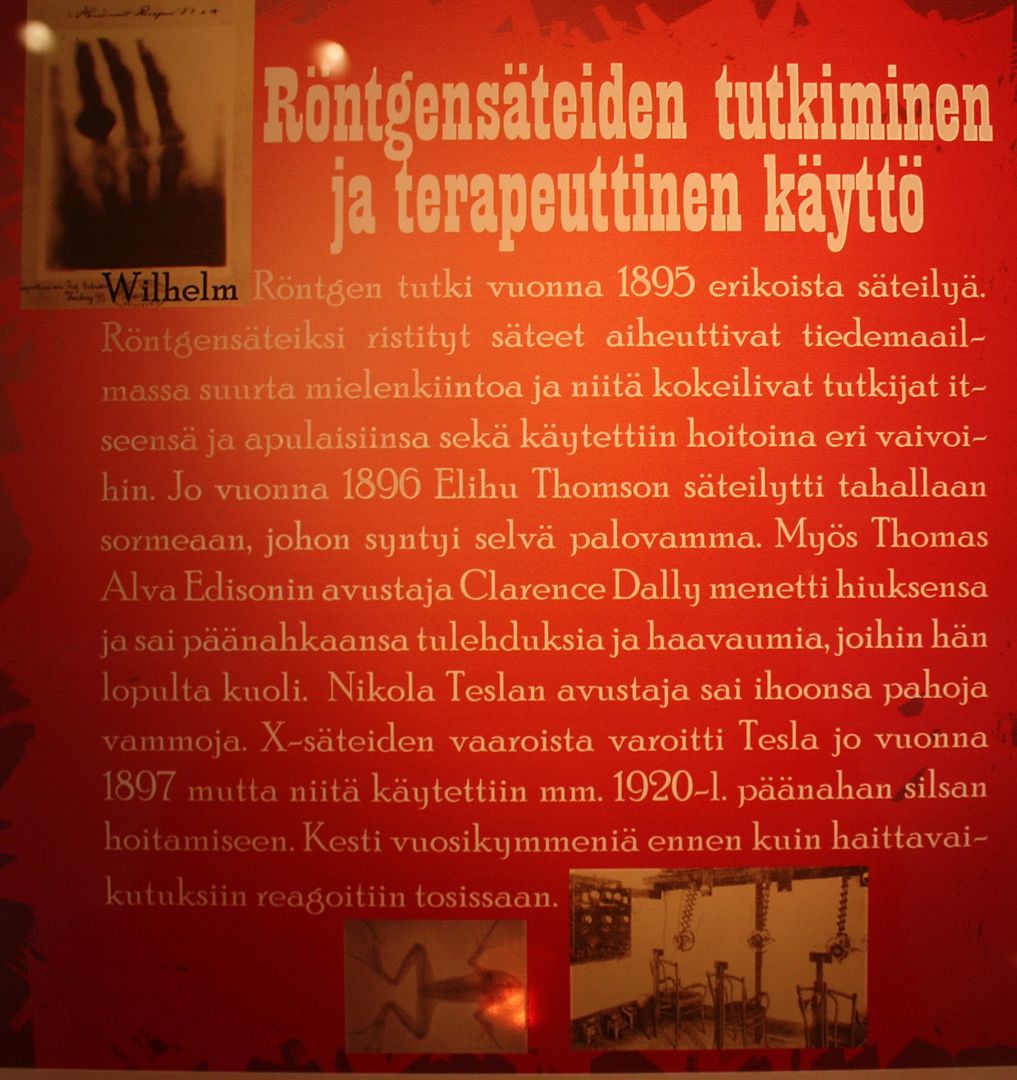 Röntgensäteiden tutkiminen
ja terapeuttinen käyttö
Wilhelm Röntgen tutki vuonna 1895 erikoista säteilyä.
Röntgensäteiksi ristityt säteet aiheuttivat tiedemaail-
massa suurta mielenkiintoa ja niitä kokeilivat tutkijat it-
seensä ja apulaisiinsa sekä käytettiin hoitoina eri vaivoi-
hin. Jo vuonna 1896 Elihu Thomson säteilytti tahallaan
sormeaan, johon syntyi selvä palovamma. Myös Thomas
Alva Edisonin avustaja Clarence Dally menetti hiuksensa
ja sai päänahkaansa tulehduksia ja haavaumia, joihin hän
lopulta kuoli. Nikola Teslan avustaja sai ihoonsa pahoja
vammoja. X-säteiden vaaroista varoitti Tesla jo vuonna
1897 mutta niitä käytettiin mm. 1920-l. päänahan silsan
hoitamiseen. Kesti vuosikymmeniä ennen kuin haittavai-
kutuksiin reagoitiin tosissaan.